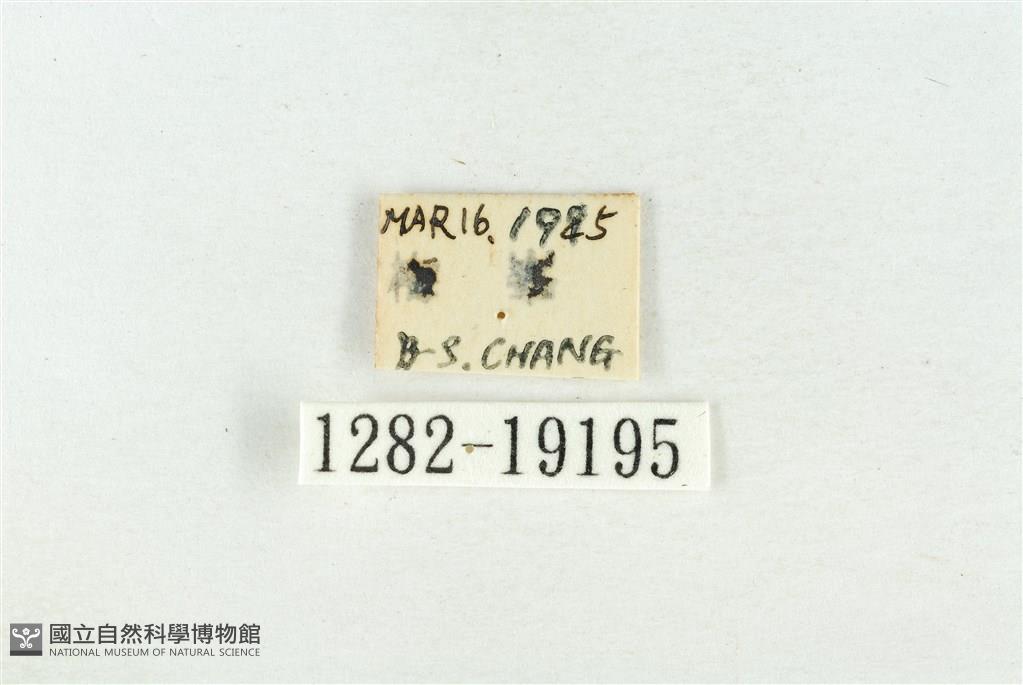 MAR 16. 1985
B-S. CHANG
1282-19195
國立自然科學博物館
NATIONAL MUSEUM OF NATURAL SCIENCE